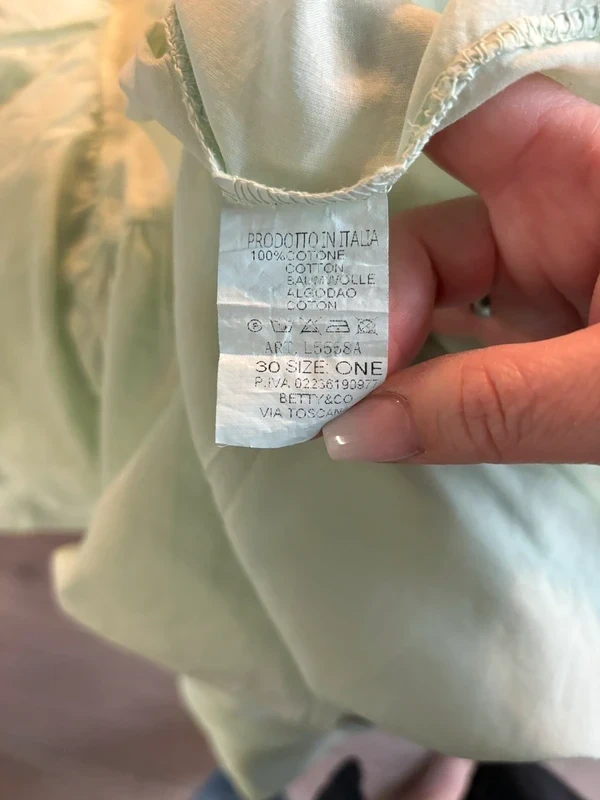 PRODOTTO IN ITALIA
100%COTONE
COTTON
BAUMWOLLE
ALGODAO
COTON
ART. L5558A
30 SIZE: ONE
P.IVA. 02236190977
BETTY&CO
VIA TOSCAN